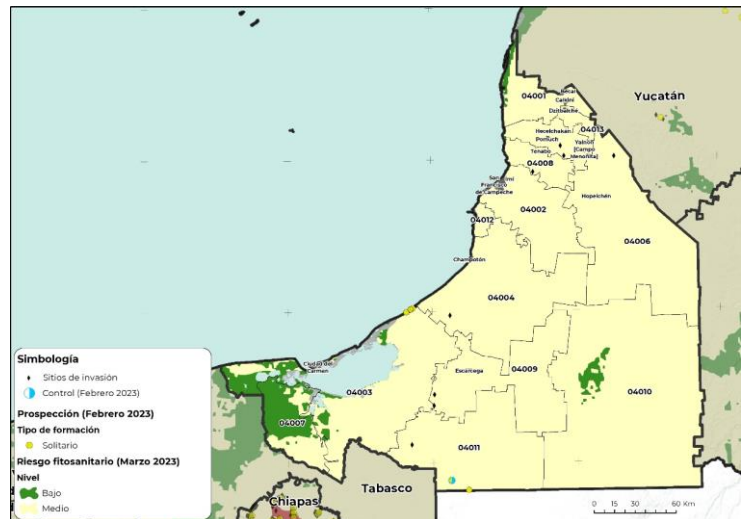 04001
Becal
Calkiní
Dzitbalché
Yucatán
Hecelchakán
04013
Pomuch
Tenabo
Yalnón
[Campo
Menonita]
04008
San
Francisco
de Campeche
Hopelchén
04002
04012
04006
Champotón
04004
Simbología
Sitios de invasión
Control (Febrero 2023)
Prospección (Febrero 2023)
Tipo de formación
Solitario
Riesgo fitosanitario (Marzo 2023)
Nivel
Bajo
Medio
Ciudad del
Carmen
04003
Escárcega
04009
04010
04007
04011
Tabasco
Chiapas
0 15 30 60 Km